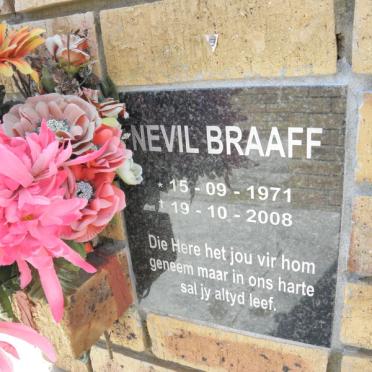 NEVIL BRAAFF
* 15 - 09 - 1971
† 19 - 10 - 2008
Die Here het jou vir hom
geneem maar in ons harte
sal jy altyd leef.